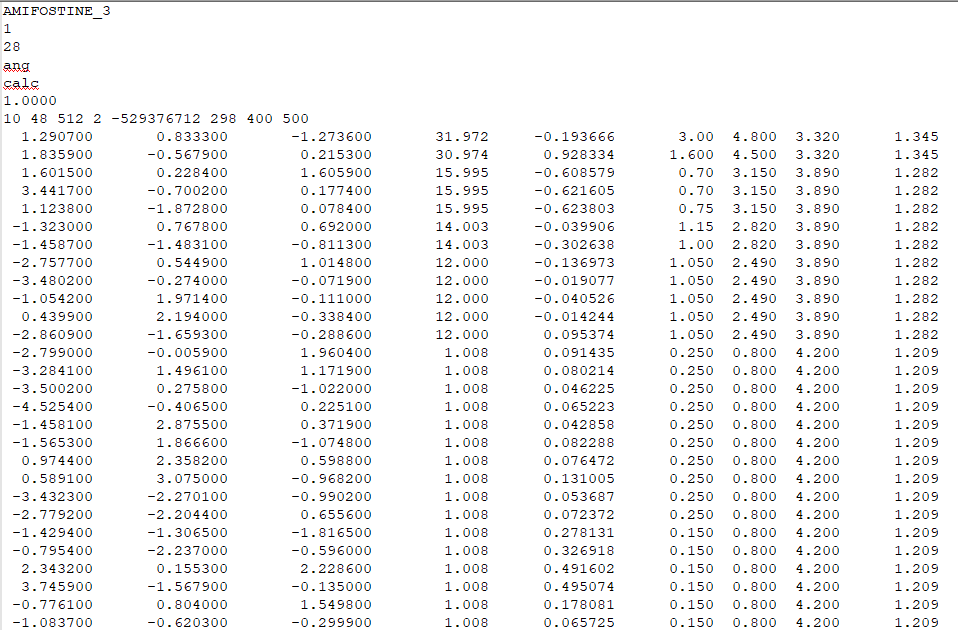 AMIFOSTINE_3
1
28
ang
calc
1.0000
10 48 512 2 -529376712 298 400 500
1.290700 0.833300 -1.273600 31.972 -0.193666 3.00 4.800 3.320 1.345
1.835900 -0.567900 0.215300 30.974 0.928334 1.600 4.500 3.320 1.345
1.601500 0.228400 1.605900 15.995 -0.608579 0.70 3.150 3.890 1.282
3.441700 -0.700200 0.177400 15.995 -0.621605 0.70 3.150 3.890 1.282
1.123800 -1.872800 0.078400 15.995 -0.623803 0.75 3.150 3.890 1.282
-1.323000 0.767800 0.692000 14.003 -0.039906 1.15 2.820 3.890 1.282
-1.458700 -1.483100 -0.811300 14.003 -0.302638 1.00 2.820 3.890 1.282
-2.757700 0.544900 1.014800 12.000 -0.136973 1.050 2.490 3.890 1.282
-3.480200 -0.274000 -0.071900 12.000 -0.019077 1.050 2.490 3.890 1.282
-1.054200 1.971400 -0.111000 12.000 -0.040526 1.050 2.490 3.890 1.282
0.439900 2.194000 -0.338400 12.000 -0.014244 1.050 2.490 3.890 1.282
-2.860900 -1.659300 -0.288600 12.000 0.095374 1.050 2.490 3.890 1.282
-2.799000 -0.005900 1.960400 1.008 0.091435 0.250 0.800 4.200 1.209
-3.284100 1.496100 1.171900 1.008 0.080214 0.250 0.800 4.200 1.209
-3.500200 0.275800 -1.022000 1.008 0.046225 0.250 0.800 4.200 1.209
-4.525400 -0.406500 0.225100 1.008 0.065223 0.250 0.800 4.200 1.209
-1.458100 2.875500 0.371900 1.008 0.042858 0.250 0.800 4.200 1.209
-1.565300 1.866600 -1.074800 1.008 0.082288 0.250 0.800 4.200 1.209
0.974400 2.358200 0.598800 1.008 0.076472 0.250 0.800 4.200 1.209
0.589100 3.075000 -0.968200 1.008 0.131005 0.250 0.800 4.200 1.209
-3.432300 -2.270100 -0.990200 1.008 0.053687 0.250 0.800 4.200 1.209
-2.779200 -2.204400 0.655600 1.008 0.072372 0.250 0.800 4.200 1.209
-1.429400 -1.306500 -1.816500 1.008 0.278131 0.150 0.800 4.200 1.209
-0.795400 -2.237000 -0.596000 1.008 0.326918 0.150 0.800 4.200 1.209
2.343200 0.155300 2.228600 1.008 0.491602 0.150 0.800 4.200 1.209
3.745900 -1.567900 -0.135000 1.008 0.495074 0.150 0.800 4.200 1.209
-0.776100 0.804000 1.549800 1.008 0.178081 0.150 0.800 4.200 1.209
-1.083700 -0.620300 -0.299900 1.008 0.065725 0.150 0.800 4.200 1.209